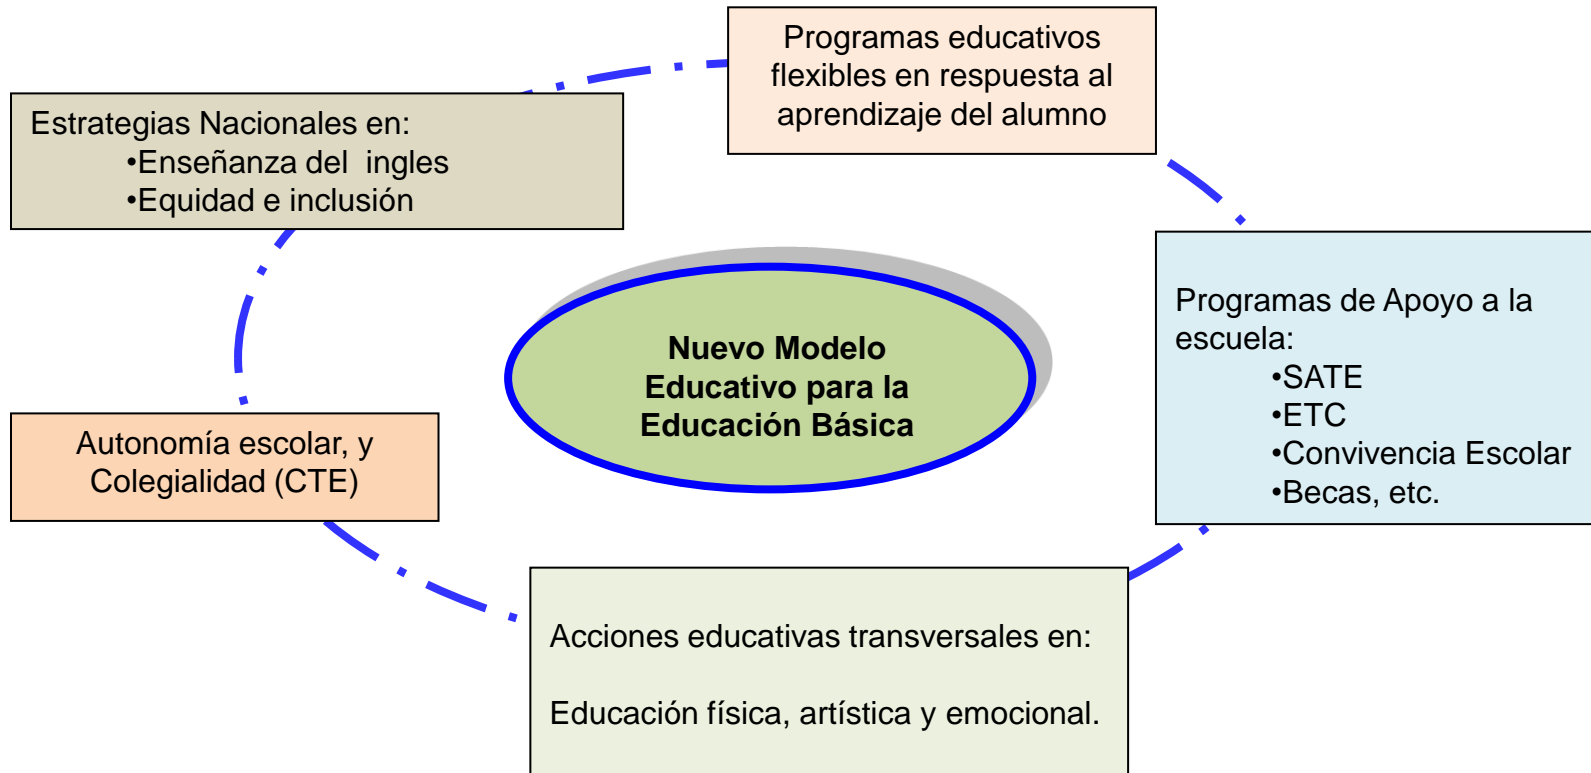 Programas educativos
flexibles en respuesta al
aprendizaje del alumno
Estrategias Nacionales en:
•Enseñanza del  ingles
•Equidad e inclusión
Programas de Apoyo a la
escuela:
•SATE
•ETC
•Convivencia Escolar
•Becas, etc.
Nuevo Modelo
Educativo para la
Educación Básica
Autonomía escolar, y
Colegialidad (CTE)
Acciones educativas transversales en:
Educación física, artística y emocional.